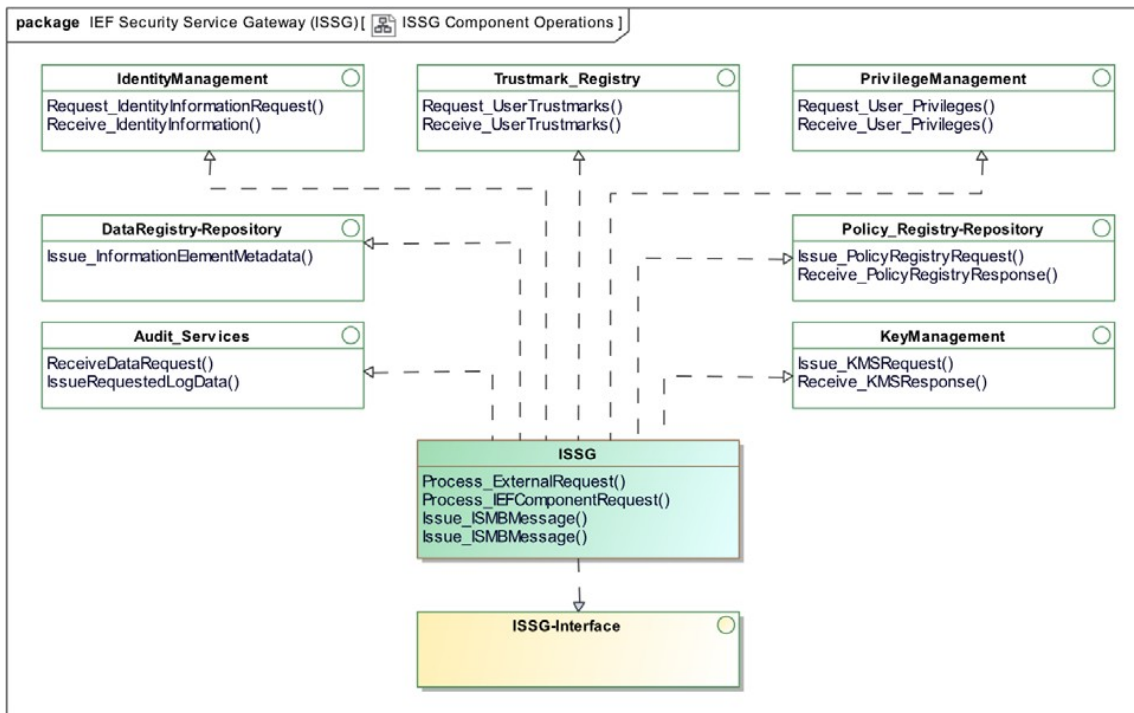 package IEF Security Service Gateway (ISSG) [ ISSG Component Operations ]
IdentityManagement
Request_IdentityInformationRequest()
Receive_IdentityInformation()
Trustmark_Registry
Request_UserTrustmarks()
Receive_UserTrustmarks()
PrivilegeManagement
Request_User_Privileges()
Receive_User_Privileges()
DataRegistry-Repository
Issue_InformationElementMetadata()
Policy_Registry-Repository
Issue_PolicyRegistryRequest()
Receive_PolicyRegistryResponse()
Audit_Services
ReceiveDataRequest()
IssueRequestedLogData()
KeyManagement
Issue_KMSRequest()
Receive_KMSResponse()
ISSG
Process_ExternalRequest()
Process_IEFComponentRequest()
Issue_ISMBMessage()
Issue_ISMBMessage()
ISSG-Interface